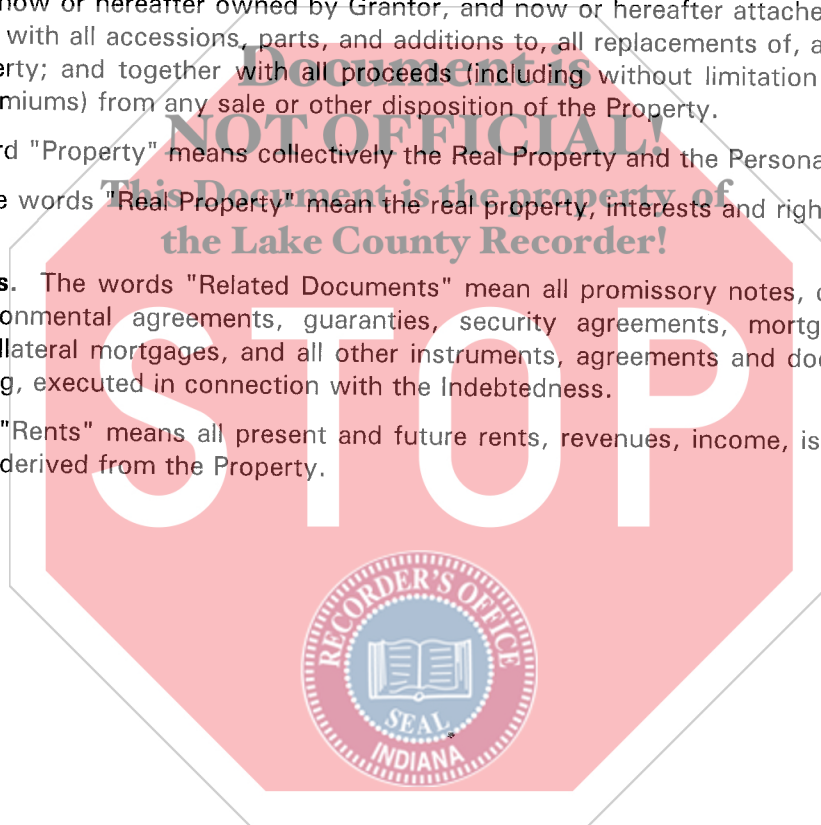 now or hereafter owned by Grantor, and now or hereafter attache
with all accessions, parts, and additions to, all replacements of, a
erty; and together with all proceeds (including without limitation
miums) from any sale or other disposition of the Property.
rd "Property" means collectively the Real Property and the Persona
e words "Real Property" mean the real property, interests and righ
s. The words "Related Documents" mean all promissory notes, c
onmental agreements, guaranties, security agreements, mortg
llateral mortgages, and all other instruments, agreements and doc
g, executed in connection with the Indebtedness.
"Rents" means all present and future rents, revenues, income, is
derived from the Property.
Document is
NOT OFFICIAL!
This Document is the property of
the Lake County Recorder!
STOP
RECORDER'S OFFICE
SEAL
INDIANA